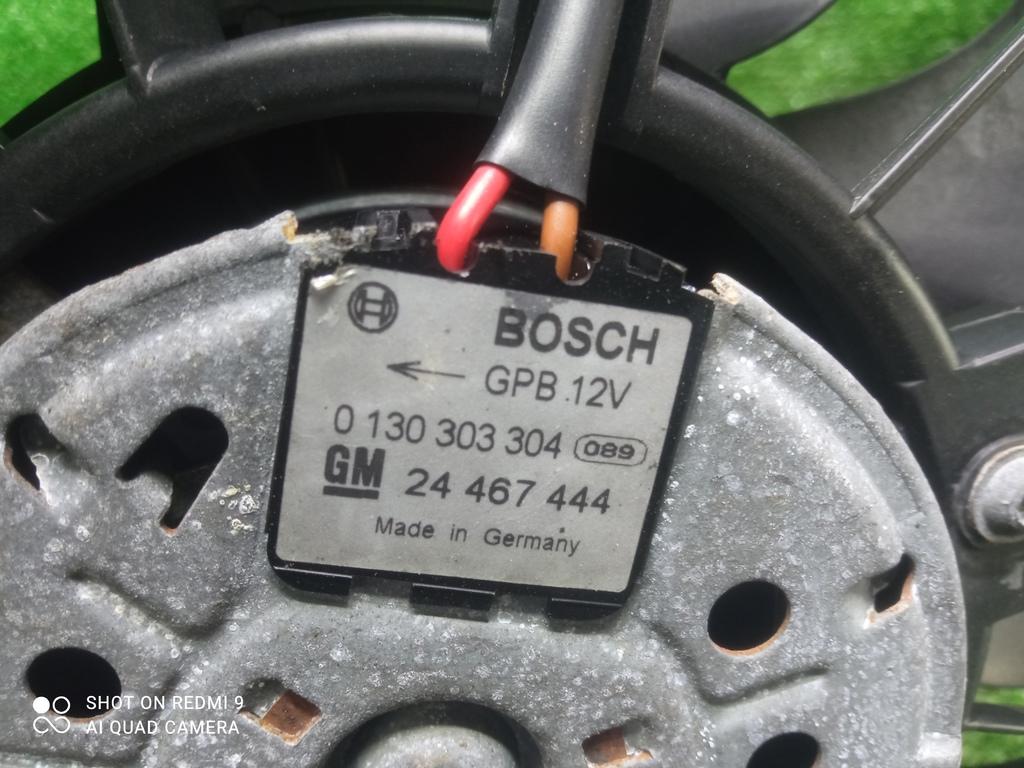 BOSCH
GPB 12V
0 130 303 304 089
GM 24 467 444
Made in Germany
SHOT ON REDMI 9
AI QUAD CAMERA